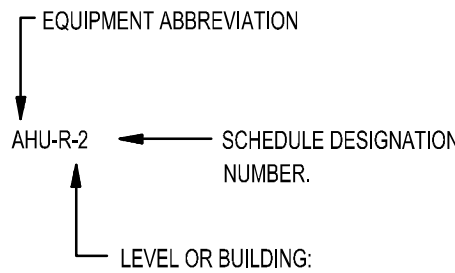 EQUIPMENT ABBREVIATION
AHU-R-2
SCHEDULE DESIGNATION
NUMBER.
LEVEL OR BUILDING: